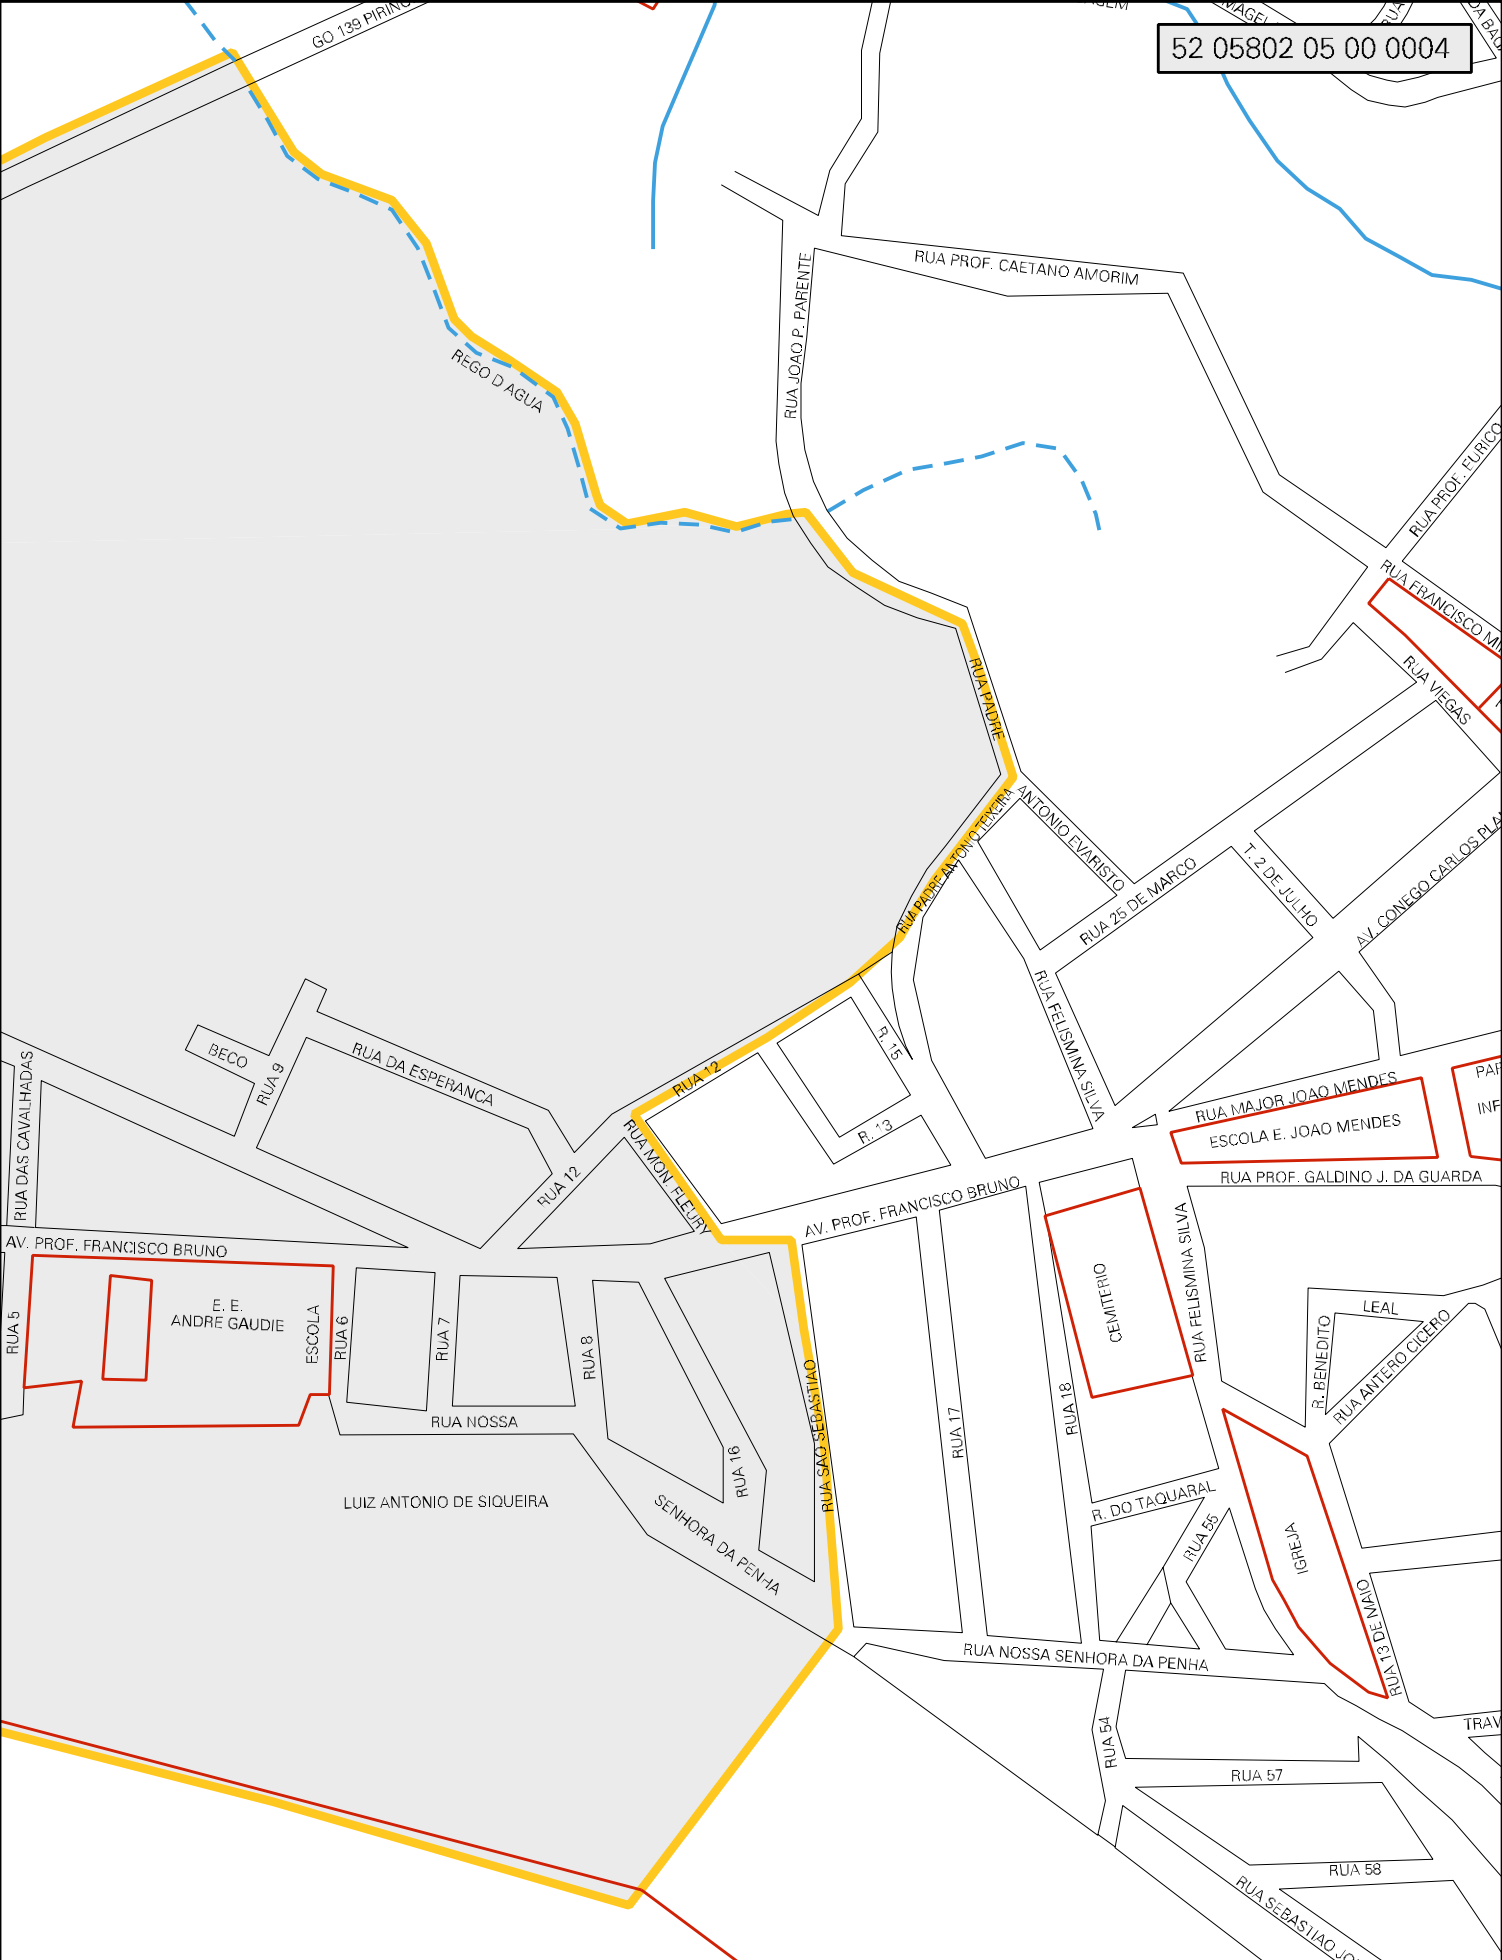 GO 139
52 05802 05 00 0004
RUA PROF. CAETANO AMORIM
RUA JOAO P. PARENTE
REGO D AGUA
RUA PROF. EURICO
RUA FRANCISCO
RUA VIEGAS
RUA PADRE
ANTONIO EVARISTO
RUA PADRE ANTONIO TEIXEIRA
RUA 25 DE MARCO
T. 2 DE JULHO
AV. CONEGO CARLOS
RUA FELISMINA SILVA
R. 15
R. 13
RUA 12
BECO
RUA 9
RUA DA ESPERANCA
RUA DAS CAVALHADAS
RUA 12
RUA MON. FLEURY
RUA MAJOR JOAO MENDES
ESCOLA E. JOAO MENDES
RUA PROF. GALDINO J. DA GUARDA
AV. PROF. FRANCISCO BRUNO
AV. PROF. FRANCISCO BRUNO
RUA 5
E. E.
ANDRE GAUDIE
ESCOLA
RUA 6
RUA 7
RUA 8
RUA NOSSA
RUA 16
SENHORA DA PENHA
LUIZ ANTONIO DE SIQUEIRA
RUA SAO SEBASTIAO
RUA 17
RUA 18
CEMITERIO
RUA FELISMINA SILVA
R. BENEDITO
LEAL
RUA ANTERO CICERO
R. DO TAQUARAL
RUA 55
IGREJA
RUA 13 DE MAIO
RUA NOSSA SENHORA DA PENHA
RUA 54
RUA 57
RUA 58
RUA SEBASTIAO